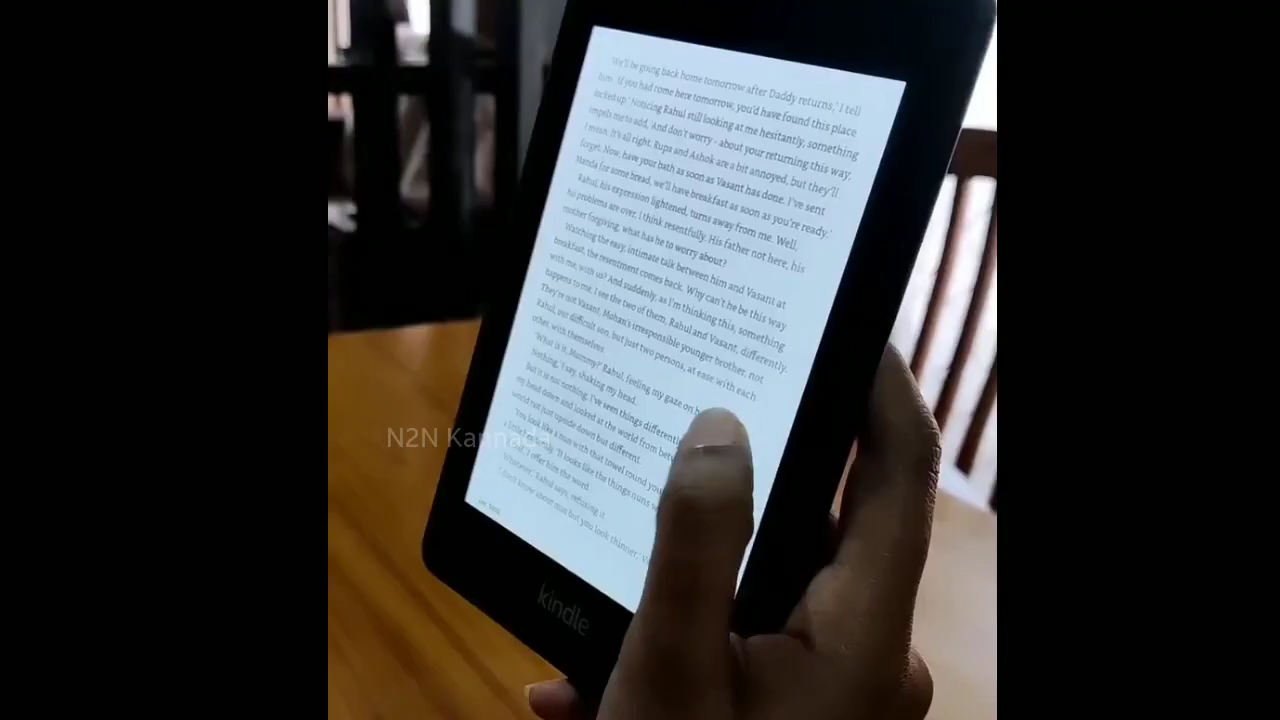 'We'll be going back home tomorrow after Daddy returns,' I tell
him. 'If you had come here tomorrow, you'd have found this place
locked up.' Noticing Rahul still looking at me hesitantly, something
impels me to add, 'And don't worry - about your returning this way,
I mean. It's all right. Rupa and Ashok are a bit annoyed, but they'll
forget. Now, have your bath as soon as Vasant has done. I've sent
Manda for some bread, we'll have breakfast as soon as you're ready.'
Rahul, his expression lightened, turns away from me. Well,
his problems are over, I think resentfully. His father not here, his
mother forgiving, what has he to worry about?
Watching the easy, intimate talk between him and Vasant at
breakfast, the resentment comes back. Why can't he be this way
with me, with us? And suddenly, as I'm thinking this, something
happens to me. I see the two of them, Rahul and Vasant, differently.
They're not Vasant, Mohan's irresponsible younger brother, not
Rahul, our difficult son, but just two persons, at ease with each
other, with themselves.
'What is it, Mummy?' Rahul, feeling my gaze on
'Nothing,' I say, shaking my head.
But it is not nothing. I've seen things differently
my head down and looked at the world from
world not just upside down but different.
'You look like a nun with that towel round
'It looks like the things nuns
I offer him the word.
'Whatever,' Rahul says, refusing it.
'I don't know about nun but you look thinner,'
kindle
N2N Kannada